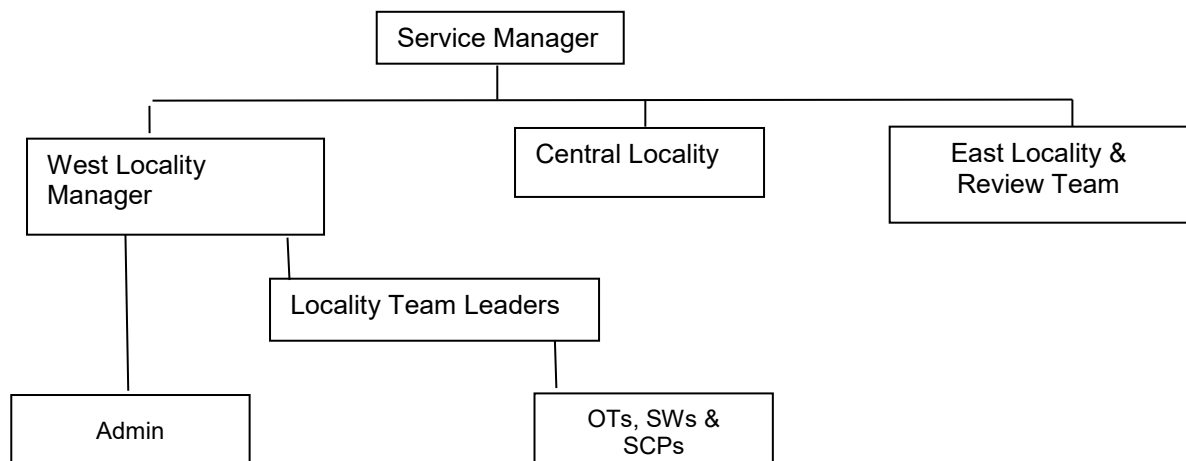 Service Manager
West Locality
Manager
Central Locality
East Locality &
Review Team
Locality Team Leaders
Admin
OTs, SWs &
SCPs